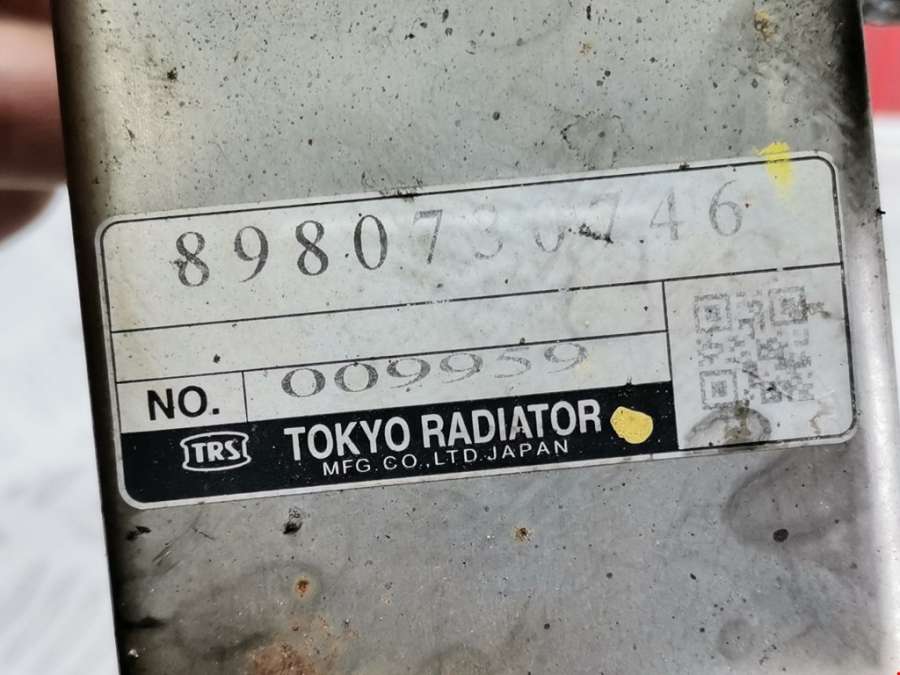 8980730746
NO. 009959
TRS TOKYO RADIATOR
MFG.CO.,LTD.JAPAN